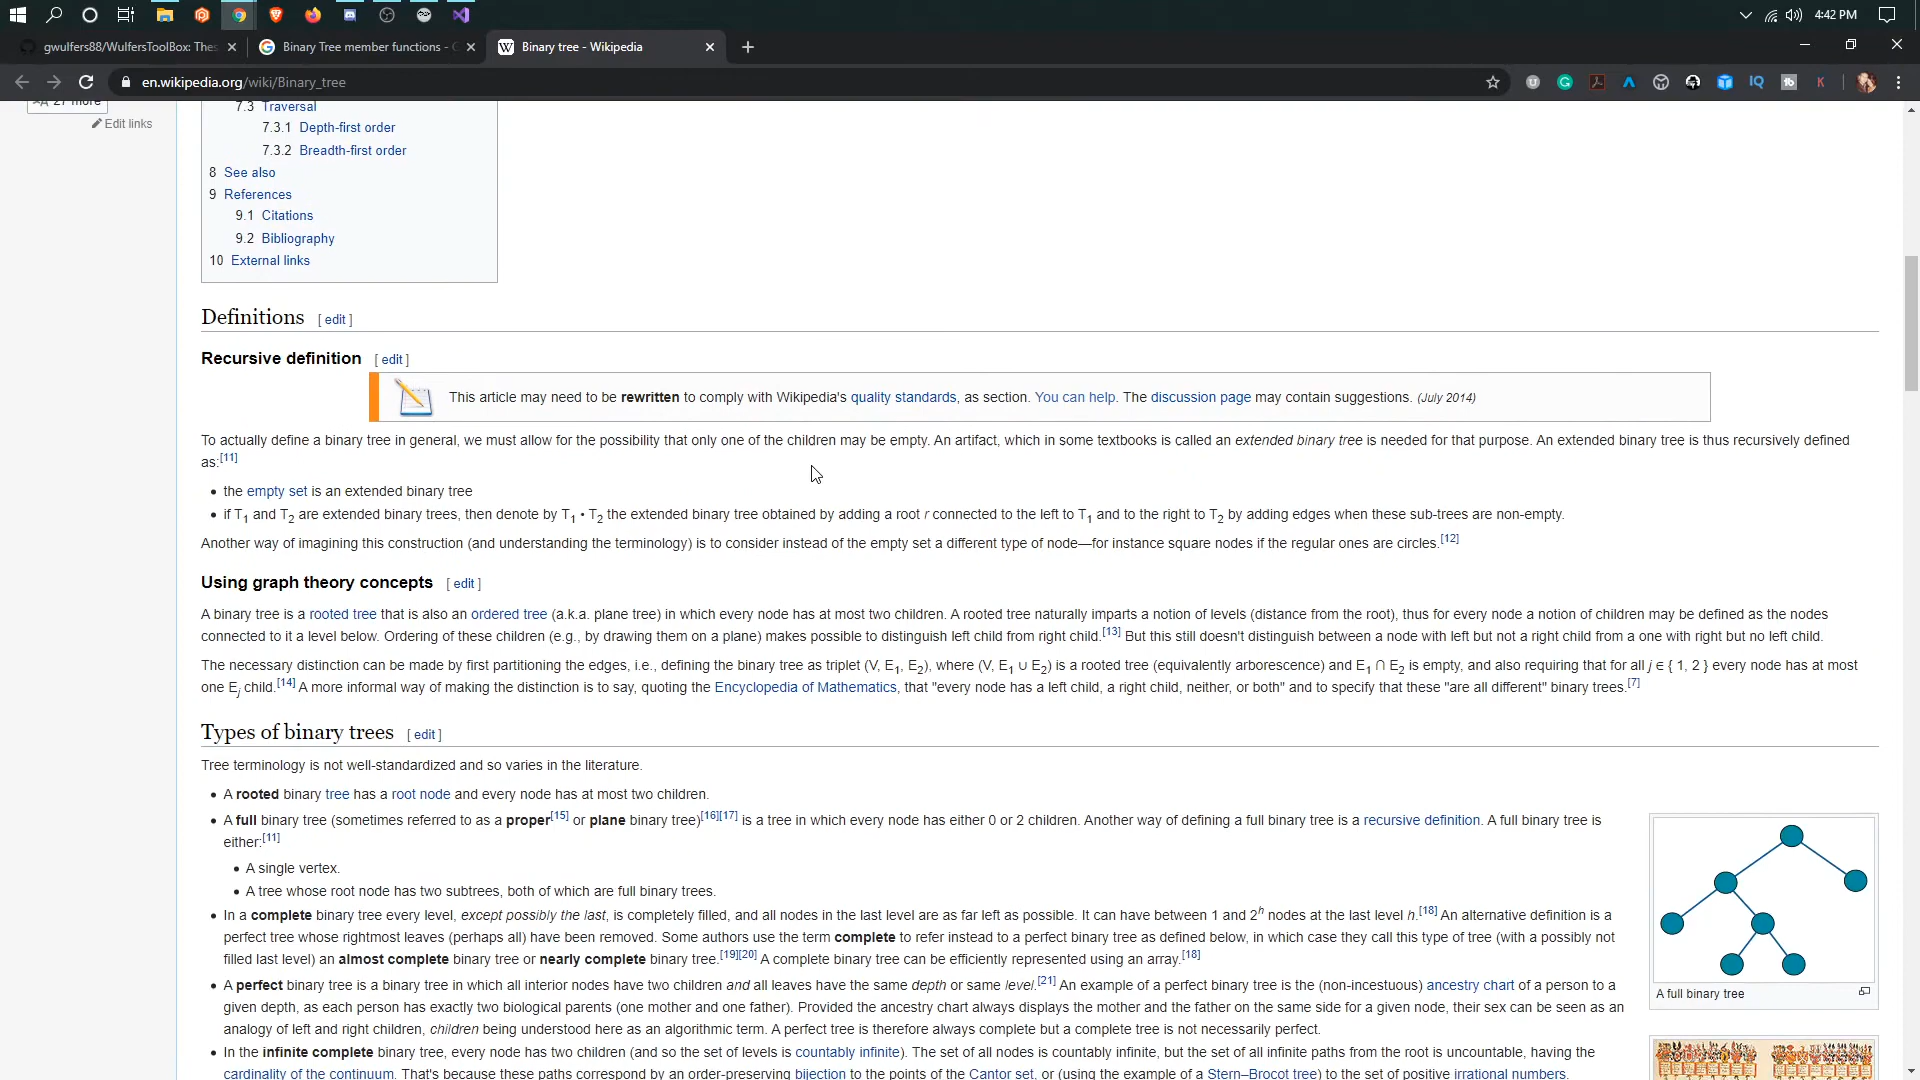 4:42 PM
gwulfers88/WulfersToolBox: Thes
Binary Tree member functions - G
W Binary tree - Wikipedia
en.wikipedia.org/wiki/Binary_tree
27 more
Edit links
7.3 Traversal
7.3.1 Depth-first order
7.3.2 Breadth-first order
8 See also
9 References
9.1 Citations
9.2 Bibliography
10 External links
Definitions [ edit ]
Recursive definition [ edit ]
This article may need to be rewritten to comply with Wikipedia's quality standards, as section. You can help. The discussion page may contain suggestions. (July 2014)
To actually define a binary tree in general, we must allow for the possibility that only one of the children may be empty. An artifact, which in some textbooks is called an extended binary tree is needed for that purpose. An extended binary tree is thus recursively defined
as:[11]
• the empty set is an extended binary tree
• if T1 and T2 are extended binary trees, then denote by T1 • T2 the extended binary tree obtained by adding a root r connected to the left to T1 and to the right to T2 by adding edges when these sub-trees are non-empty.
Another way of imagining this construction (and understanding the terminology) is to consider instead of the empty set a different type of node—for instance square nodes if the regular ones are circles.[12]
Using graph theory concepts [ edit ]
A binary tree is a rooted tree that is also an ordered tree (a.k.a. plane tree) in which every node has at most two children. A rooted tree naturally imparts a notion of levels (distance from the root), thus for every node a notion of children may be defined as the nodes
connected to it a level below. Ordering of these children (e.g., by drawing them on a plane) makes possible to distinguish left child from right child.[13] But this still doesn't distinguish between a node with left but not a right child from a one with right but no left child.
The necessary distinction can be made by first partitioning the edges, i.e., defining the binary tree as triplet (V, E1, E2), where (V, E1 ∪ E2) is a rooted tree (equivalently arborescence) and E1 ∩ E2 is empty, and also requiring that for all j ∈ { 1, 2 } every node has at most
one Ej child.[14] A more informal way of making the distinction is to say, quoting the Encyclopedia of Mathematics, that "every node has a left child, a right child, neither, or both" and to specify that these "are all different" binary trees.[7]
Types of binary trees [ edit ]
Tree terminology is not well-standardized and so varies in the literature.
• A rooted binary tree has a root node and every node has at most two children.
• A full binary tree (sometimes referred to as a proper[15] or plane binary tree)[16][17] is a tree in which every node has either 0 or 2 children. Another way of defining a full binary tree is a recursive definition. A full binary tree is
either:[11]
• A single vertex.
• A tree whose root node has two subtrees, both of which are full binary trees.
• In a complete binary tree every level, except possibly the last, is completely filled, and all nodes in the last level are as far left as possible. It can have between 1 and 2^h nodes at the last level h.[18] An alternative definition is a
perfect tree whose rightmost leaves (perhaps all) have been removed. Some authors use the term complete to refer instead to a perfect binary tree as defined below, in which case they call this type of tree (with a possibly not
filled last level) an almost complete binary tree or nearly complete binary tree.[19][20] A complete binary tree can be efficiently represented using an array.[18]
• A perfect binary tree is a binary tree in which all interior nodes have two children and all leaves have the same depth or same level.[21] An example of a perfect binary tree is the (non-incestuous) ancestry chart of a person to a
given depth, as each person has exactly two biological parents (one mother and one father). Provided the ancestry chart always displays the mother and the father on the same side for a given node, their sex can be seen as an
analogy of left and right children, children being understood here as an algorithmic term. A perfect tree is therefore always complete but a complete tree is not necessarily perfect.
• In the infinite complete binary tree, every node has two children (and so the set of levels is countably infinite). The set of all nodes is countably infinite, but the set of all infinite paths from the root is uncountable, having the
cardinality of the continuum. That's because these paths correspond by an order-preserving bijection to the points of the Cantor set, or (using the example of a Stern–Brocot tree) to the set of positive irrational numbers.
A full binary tree